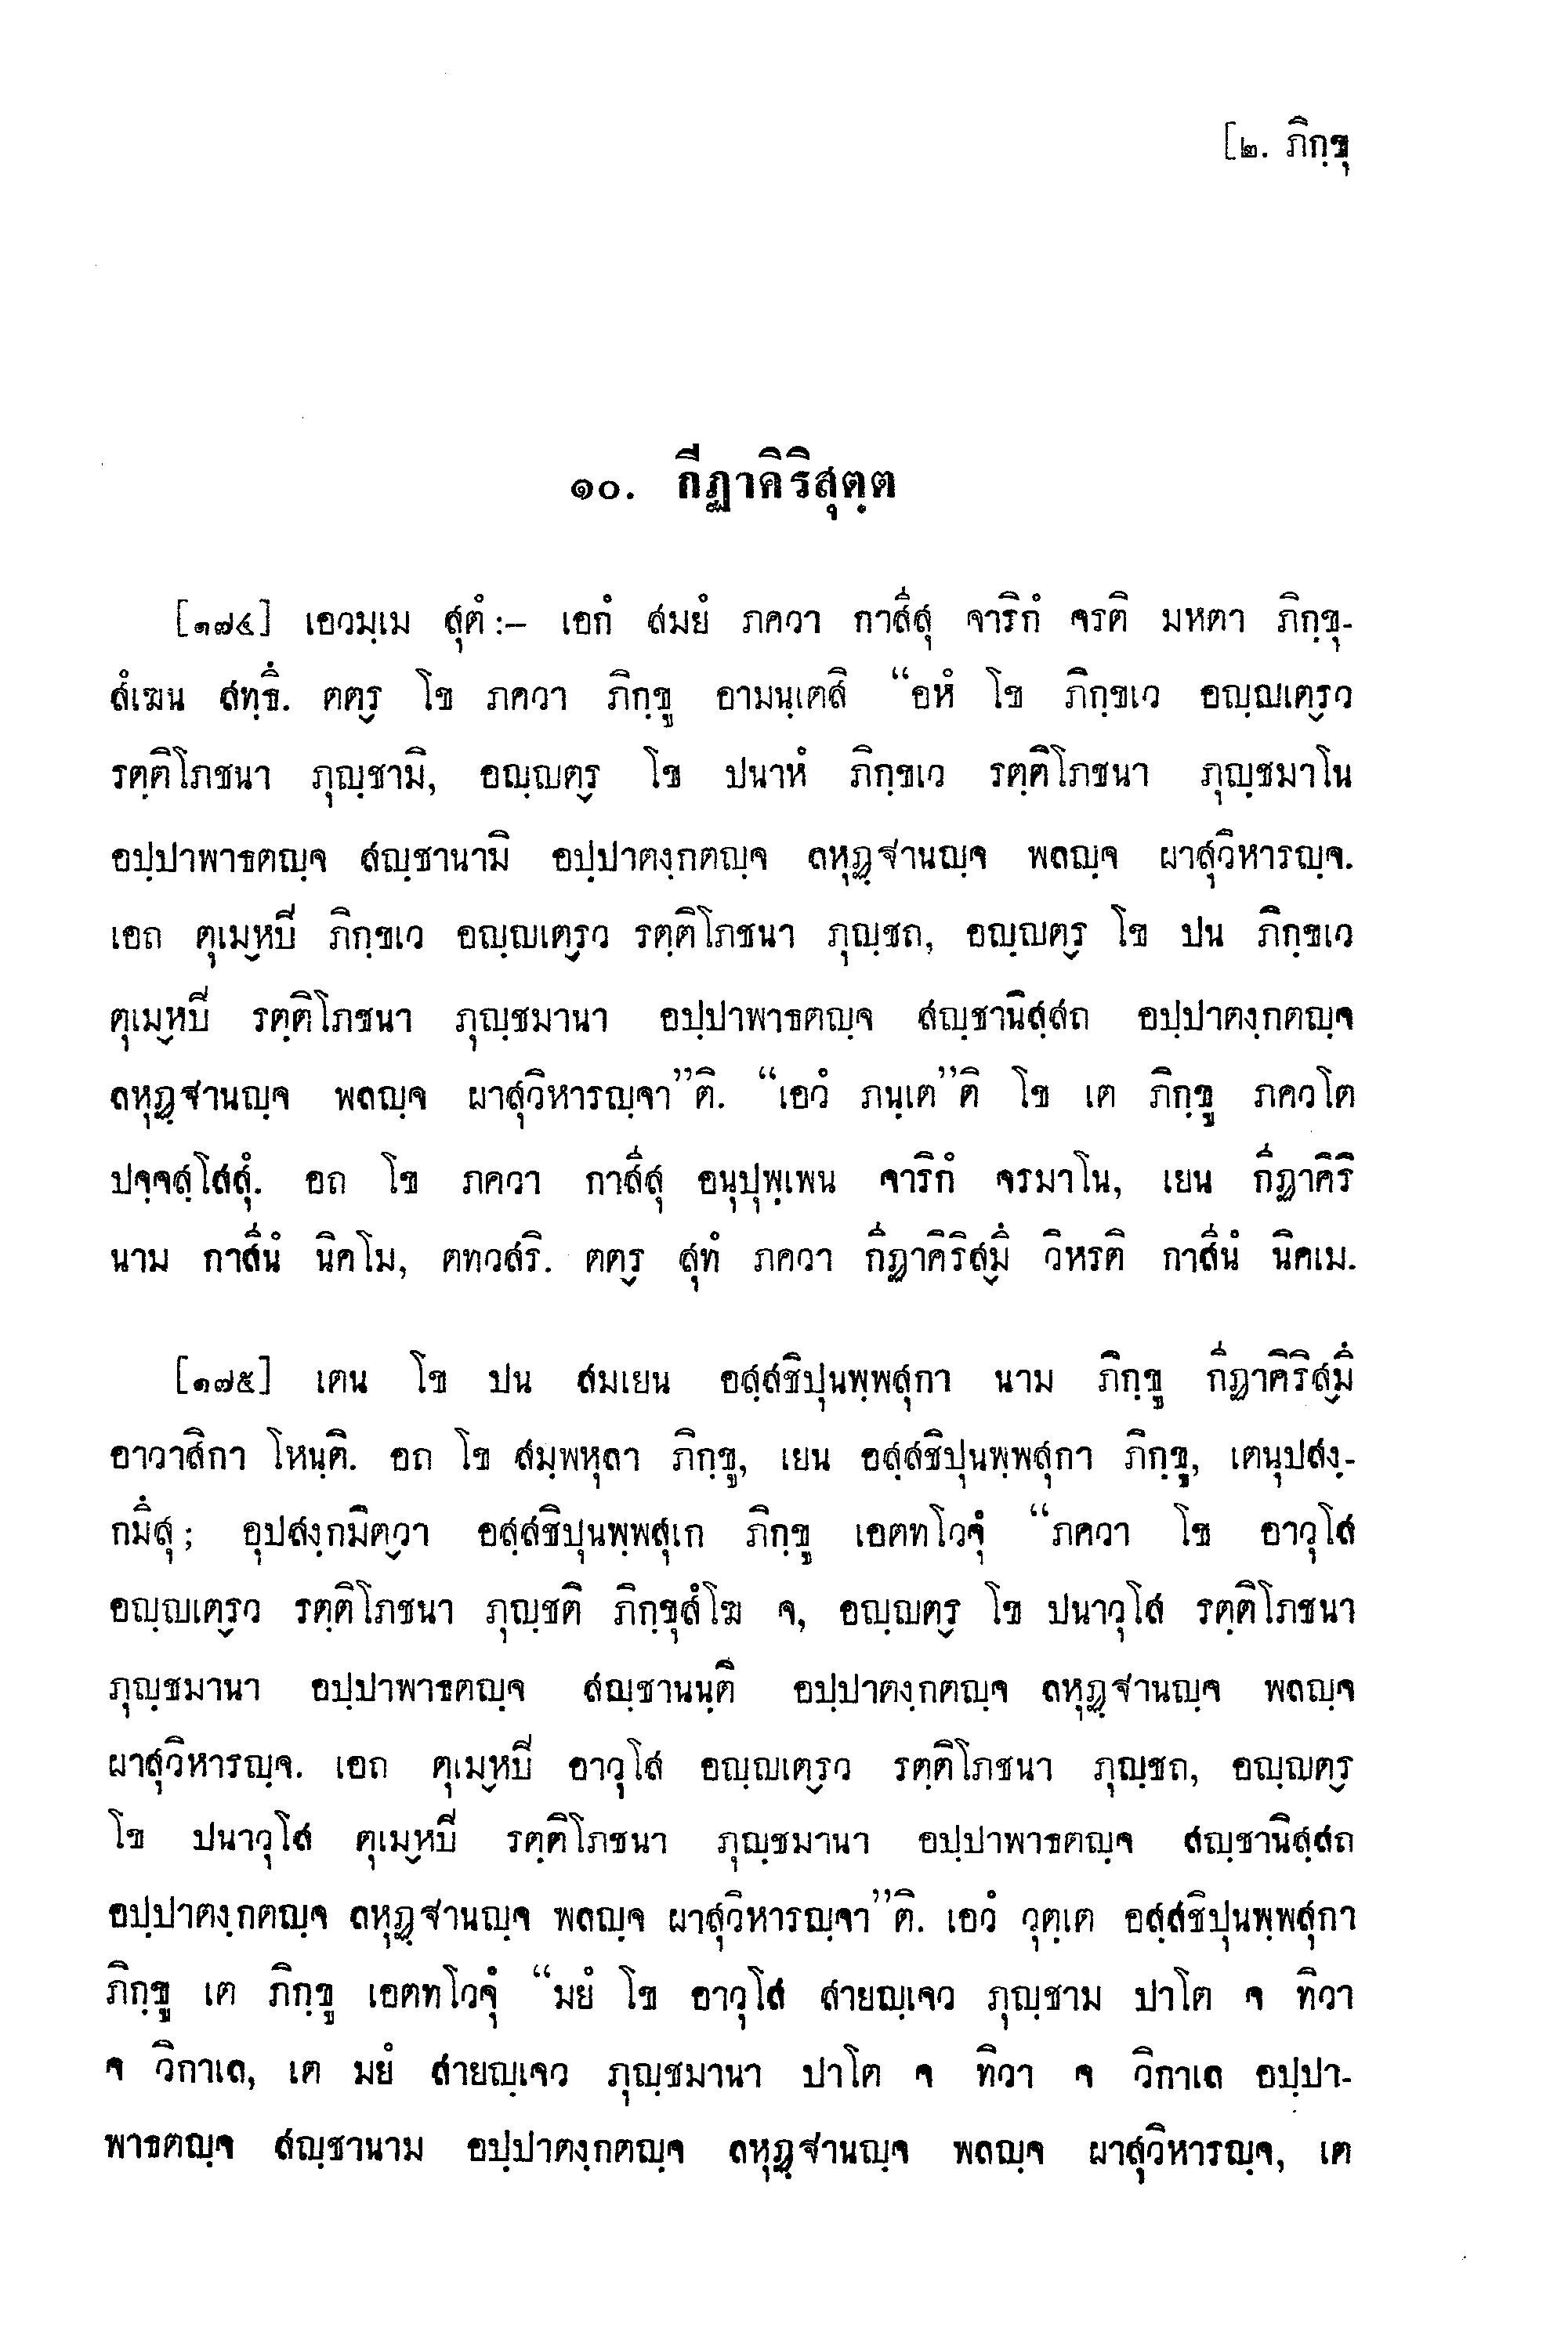 [๒. ภิกฺขุ
๑๐. กีฏาคิริสุตฺต
[๑๗๔] เอวมฺเม สุตํ :– เอกํ สมยํ ภควา กาสีสุ จาริกํ จรติ มหตา ภิกฺขุ-
สํเฆน สทฺธึ. ตต๎ร โข ภควา ภิกฺขู อามนฺเตสิ “อหํ โข ภิกฺขเว อญฺญเต๎รว
รตฺติโภชนา ภุญฺชามิ, อญฺญต๎ร โข ปนาหํ ภิกฺขเว รตฺติโภชนา ภุญฺชมาโน
อปฺปาพาธตญฺจ สญฺชานามิ อปฺปาตงฺกตญฺจ ลหุฏฺฐานญฺจ พลญฺจ ผาสุวิหารญฺจ.
เอถ ตุเม๎หปิ ภิกฺขเว อญฺญเต๎รว รตฺติโภชนา ภุญฺชถ, อญฺญต๎ร โข ปน ภิกฺขเว
ตุเม๎หปิ รตฺติโภชนา ภุญฺชมานา อปฺปาพาธตญฺจ สญฺชานิสฺสถ อปฺปาตงฺกตญฺจ
ลหุฏฺฐานญฺจ พลญฺจ ผาสุวิหารญฺจา”ติ. “เอวํ ภนฺเต”ติ โข เต ภิกฺขู ภควโต
ปจฺจสฺโสสุํ. อถ โข ภควา กาสีสุ อนุปุพฺเพน จาริกํ จรมาโน, เยน กีฏาคิริ
นาม กาสีนํ นิคโม, ตทวสริ. ตต๎ร สุทํ ภควา กีฏาคิริส๎มึ วิหรติ กาสีนํ นิคเม.
[๑๗๕] เตน โข ปน สมเยน อสฺสชิปุนพฺพสุกา นาม ภิกฺขู กีฏาคิริส๎มึ
อาวาสิกา โหนฺติ. อถ โข สมฺพหุลา ภิกฺขู, เยน อสฺสชิปุนพฺพสุกา ภิกฺขู, เตนุปสงฺ-
กมึสุ ; อุปสงฺกมิต๎วา อสฺสชิปุนพฺพสุเก ภิกฺขู เอตทโวจุํ “ภควา โข อาวุโส
อญฺญเต๎รว รตฺติโภชนา ภุญฺชติ ภิกฺขุสํโฆ จ, อญฺญต๎ร โข ปนาวุโส รตฺติโภชนา
ภุญฺชมานา อปฺปาพาธตญฺจ สญฺชานนฺติ อปฺปาตงฺกตญฺจ ลหุฏฺฐานญฺจ พลญฺจ
ผาสุวิหารญฺจ. เอถ ตุเม๎หปิ อาวุโส อญฺญเต๎รว รตฺติโภชนา ภุญฺชถ, อญฺญต๎ร
โข ปนาวุโส ตุเม๎หปิ รตฺติโภชนา ภุญฺชมานา อปฺปาพาธตญฺจ สญฺชานิสฺสถ
อปฺปาตงฺกตญฺจ ลหุฏฺฐานญฺจ พลญฺจ ผาสุวิหารญฺจา”ติ. เอวํ วุตฺเต อสฺสชิปุนพฺพสุกา
ภิกฺขู เต ภิกฺขู เอตทโวจุํ “มยํ โข อาวุโส สายญฺเจว ภุญฺชาม ปาโต จ ทิวา
จ วิกาเล, เต มยํ สายญฺเจว ภุญฺชมานา ปาโต จ ทิวา จ วิกาเล อปฺปา-
พาธตญฺจ สญฺชานาม อปฺปาตงฺกตญฺจ ลหุฏฺฐานญฺจ พลญฺจ ผาสุวิหารญฺจ, เต